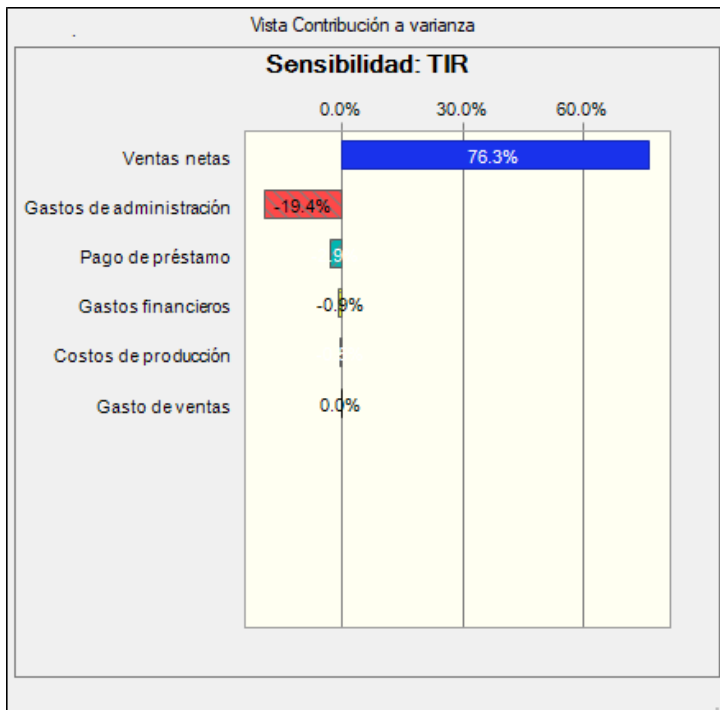 Vista Contribución a varianza
Sensibilidad: TIR
0.0% 30.0% 60.0%
Ventas netas 76.3%
Gastos de administración -19.4%
Pago de préstamo
Gastos financieros -0.9%
Costos de producción
Gasto de ventas 0.0%